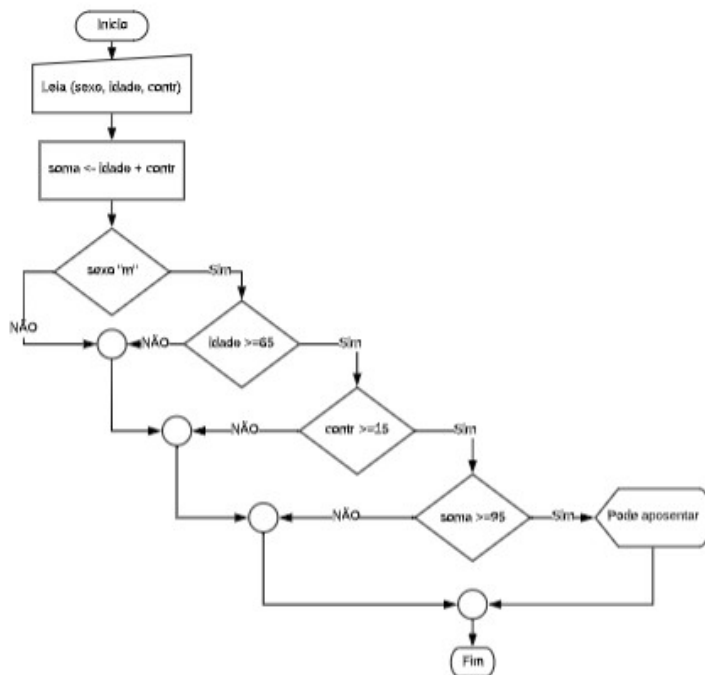 Inicio
Leia (sexo, idade, contr)
soma <- idade + contr
sexo "m"
Sim
NÃO
NÃO
idade >=65
Sim
NÃO
contr >=15
Sim
NÃO
soma >=95
Sim
Pode aposentar
Fim